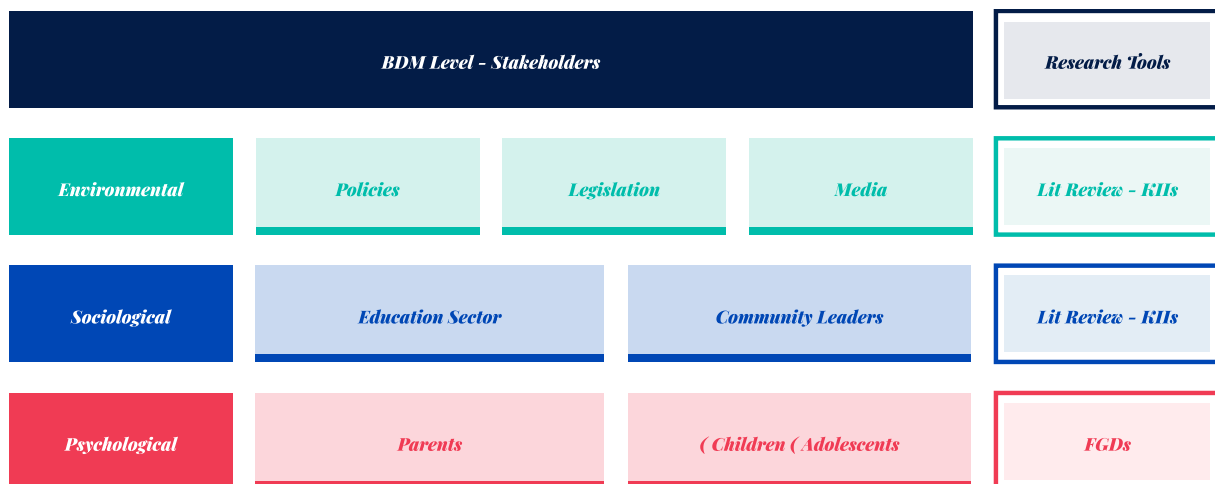 BDM Level - Stakeholders
Research Tools
Environmental
Policies
Legislation
Media
Lit Review - KIIs
Sociological
Education Sector
Community Leaders
Lit Review - KIIs
Psychological
Parents
( Children ( Adolescents
FGDs